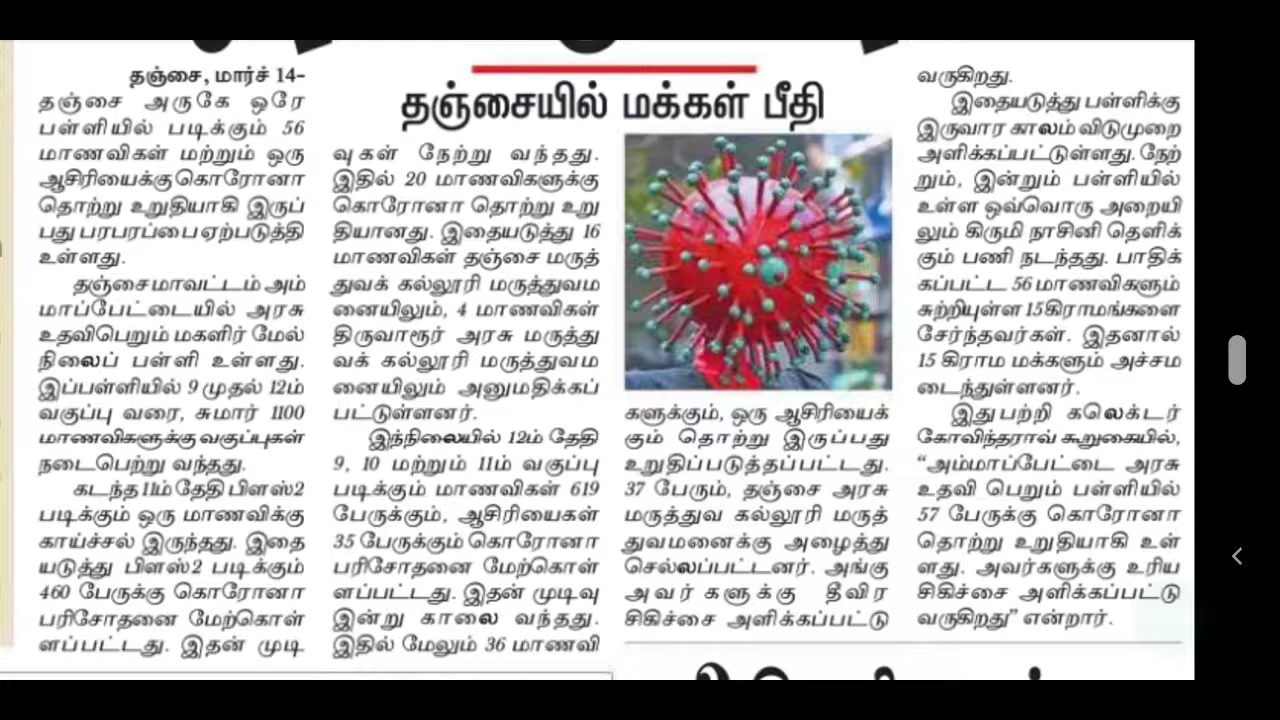 தஞ்சையில் மக்கள் பீதி
தஞ்சை, மார்ச் 14-
தஞ்சை அருகே ஒரே
பள்ளியில் படிக்கும் 56
மாணவிகள் மற்றும் ஒரு
ஆசிரியைக்கு கொரோனா
தொற்று உறுதியாகி இருப்
பது பரபரப்பை ஏற்படுத்தி
உள்ளது.
தஞ்சை மாவட்டம் அம்
மாப்பேட்டையில் அரசு
உதவிபெறும் மகளிர் மேல்
நிலைப் பள்ளி உள்ளது.
இப்பள்ளியில் 9 முதல் 12ம்
வகுப்பு வரை, சுமார் 1100
மாணவிகளுக்கு வகுப்புகள்
நடைபெற்று வந்தது.
கடந்த 11ம் தேதி பிளஸ் 2
படிக்கும் ஒரு மாணவிக்கு
காய்ச்சல் இருந்தது. இதை
யடுத்து பிளஸ் 2 படிக்கும்
460 பேருக்கு கொரோனா
பரிசோதனை மேற்கொள்
ளப்பட்டது. இதன் முடி
வுகள் நேற்று வந்தது.
இதில் 20 மாணவிகளுக்கு
கொரோனா தொற்று உறு
தியானது. இதையடுத்து 16
மாணவிகள் தஞ்சை மருத்
துவக் கல்லூரி மருத்துவம
னையிலும், 4 மாணவிகள்
திருவாரூர் அரசு மருத்து
வக் கல்லூரி மருத்துவம
னையிலும் அனுமதிக்கப்
பட்டுள்ளனர்.
இந்நிலையில் 12ம் தேதி
9, 10 மற்றும் 11ம் வகுப்பு
படிக்கும் மாணவிகள் 619
பேருக்கும், ஆசிரியைகள்
35 பேருக்கும் கொரோனா
பரிசோதனை மேற்கொள்
ளப்பட்டது. இதன் முடிவு
இன்று காலை வந்தது.
இதில் மேலும் 36 மாணவி
களுக்கும், ஒரு ஆசிரியைக்
கும் தொற்று இருப்பது
உறுதிப்படுத்தப்பட்டது.
37 பேரும், தஞ்சை அரசு
மருத்துவ கல்லூரி மருத்
துவமனைக்கு அழைத்து
செல்லப்பட்டனர். அங்கு
அவர் களுக்கு தீவிர
சிகிச்சை அளிக்கப்பட்டு
வருகிறது.
இதையடுத்து பள்ளிக்கு
இருவார காலம் விடுமுறை
அளிக்கப்பட்டுள்ளது. நேற்
றும், இன்றும் பள்ளியில்
உள்ள ஒவ்வொரு அறையி
லும் கிருமி நாசினி தெளிக்
கும் பணி நடந்தது. பாதிக்
கப்பட்ட 56 மாணவிகளும்
சுற்றியுள்ள 15 கிராமங்களை
சேர்ந்தவர்கள். இதனால்
15 கிராம மக்களும் அச்சம
டைந்துள்ளனர்.
இது பற்றி கலெக்டர்
கோவிந்தராவ் கூறுகையில்,
“அம்மாப்பேட்டை அரசு
உதவி பெறும் பள்ளியில்
57 பேருக்கு கொரோனா
தொற்று உறுதியாகி உள்
ளது. அவர்களுக்கு உரிய
சிகிச்சை அளிக்கப்பட்டு
வருகிறது” என்றார்.